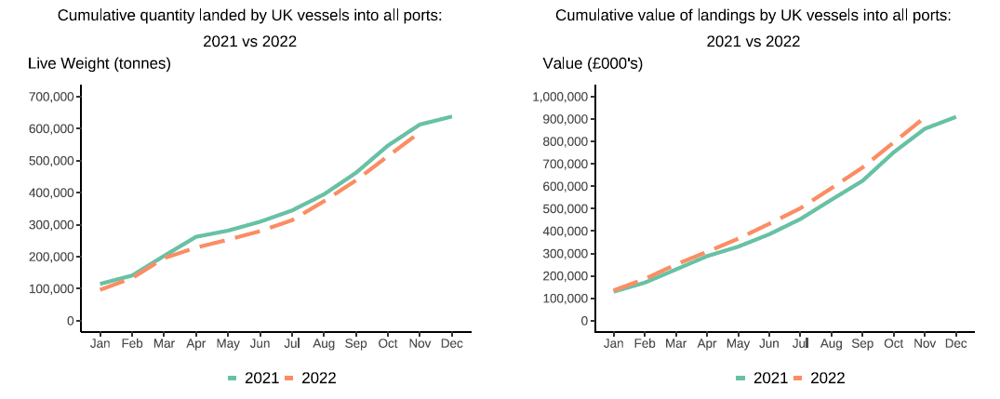 Cumulative quantity landed by UK vessels into all ports:
2021 vs 2022
Live Weight (tonnes)
700,000
600,000
500,000
400,000
300,000
200,000
100,000
0
Jan Feb Mar Apr May Jun Jul Aug Sep Oct Nov Dec
2021 2022
Cumulative value of landings by UK vessels into all ports:
2021 vs 2022
Value (£000's)
1,000,000
900,000
800,000
700,000
600,000
500,000
400,000
300,000
200,000
100,000
0
Jan Feb Mar Apr May Jun Jul Aug Sep Oct Nov Dec
2021 2022